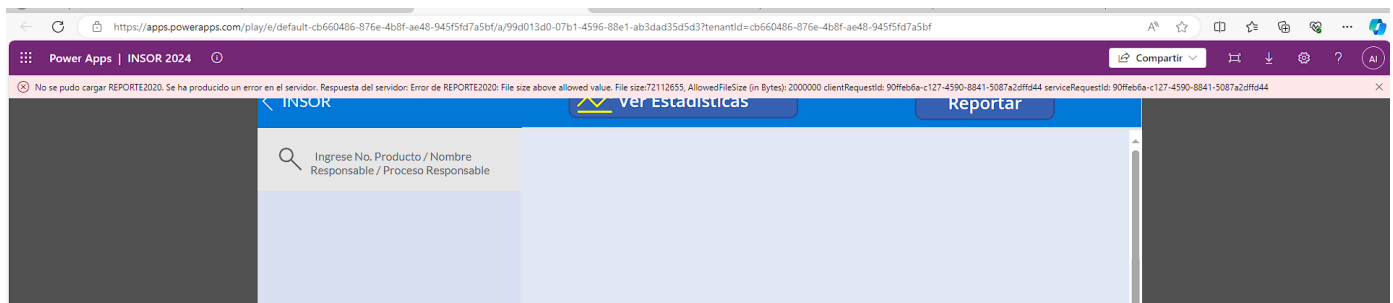 https://apps.powerapps.com/play/e/default-cb660486-876e-4b8f-ae48-945f5fd7a5bf/a/99d013d0-07b1-4596-88e1-ab3dad35d5d3?tenantId=cb660486-876e-4b8f-ae48-945f5fd7a5bf
Power Apps | INSOR 2024
Compartir
?
AI
No se pudo cargar REPORTE2020. Se ha producido un error en el servidor. Respuesta del servidor: Error de REPORTE2020: File size above allowed value. File size:72112655, AllowedFileSize (in Bytes): 2000000 clientRequestId: 90ffeb6a-c127-4590-8841-5087a2dffd44 serviceRequestId: 90ffeb6a-c127-4590-8841-5087a2dffd44
INSOR
Ver Estadísticas
Reportar
Ingrese No. Producto / Nombre
Responsable / Proceso Responsable